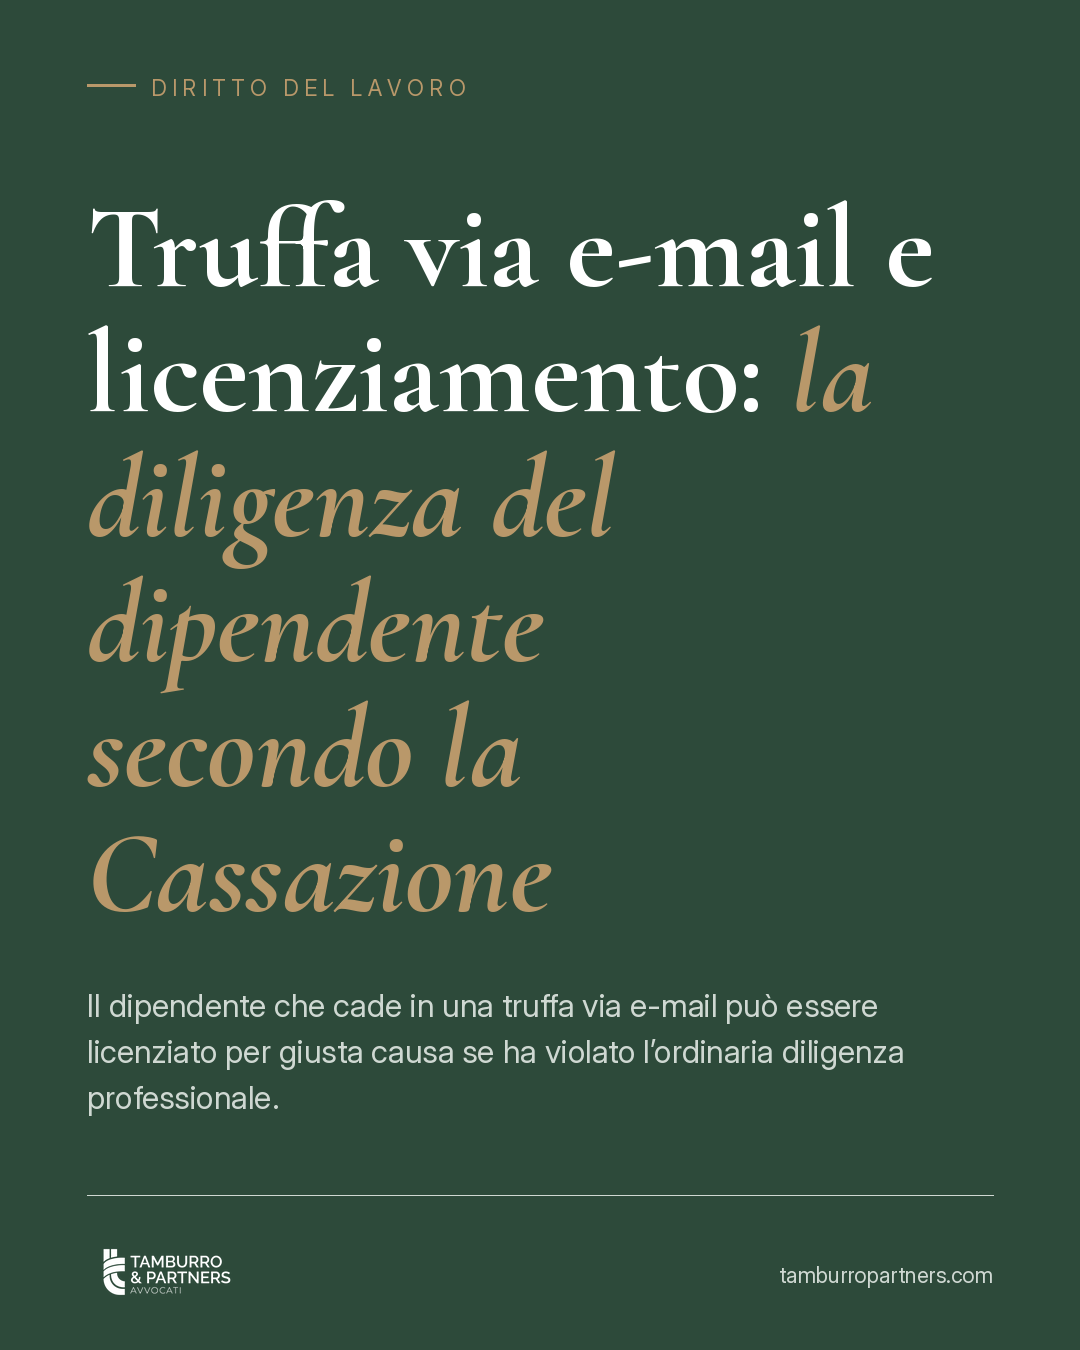 DIRITTO DEL LAVORO
Truffa via e-mail e
licenziamento: la
diligenza del
dipendente
secondo la
Cassazione
Il dipendente che cade in una truffa via e-mail può essere
licenziato per giusta causa se ha violato l’ordinaria diligenza
professionale.
TAMBURRO
& PARTNERS
AVVOCATI
tamburropartners.com